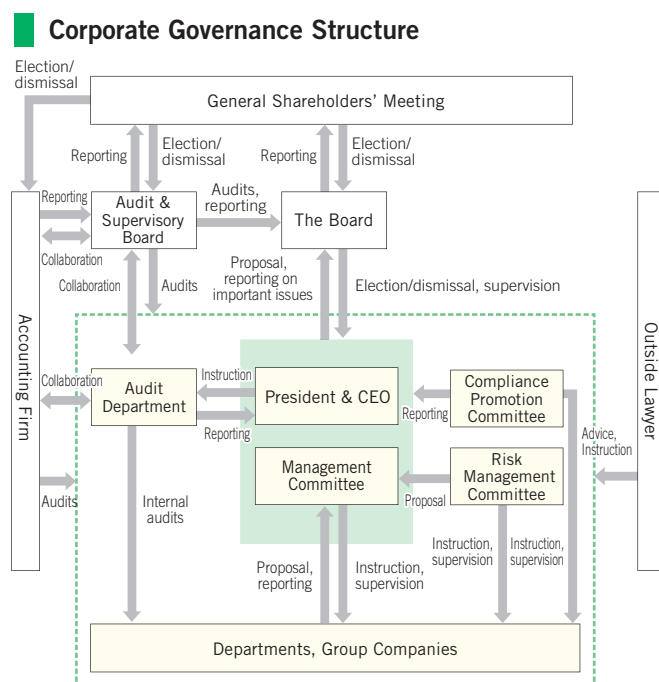 Corporate Governance Structure
Election/
dismissal
General Shareholders' Meeting
Reporting
Election/
dismissal
Reporting
Election/
dismissal
Reporting
Audit &
Supervisory
Board
Audits,
reporting
The Board
Collaboration
Collaboration
Audits
Proposal,
reporting on
important issues
Election/dismissal, supervision
Accounting Firm
Outside Lawyer
Collaboration
Audit
Department
Instruction
Reporting
President & CEO
Reporting
Compliance
Promotion
Committee
Advice,
Instruction
Management
Committee
Proposal
Risk
Management
Committee
Audits
Internal
audits
Proposal,
reporting
Instruction,
supervision
Instruction,
supervision
Instruction,
supervision
Departments, Group Companies